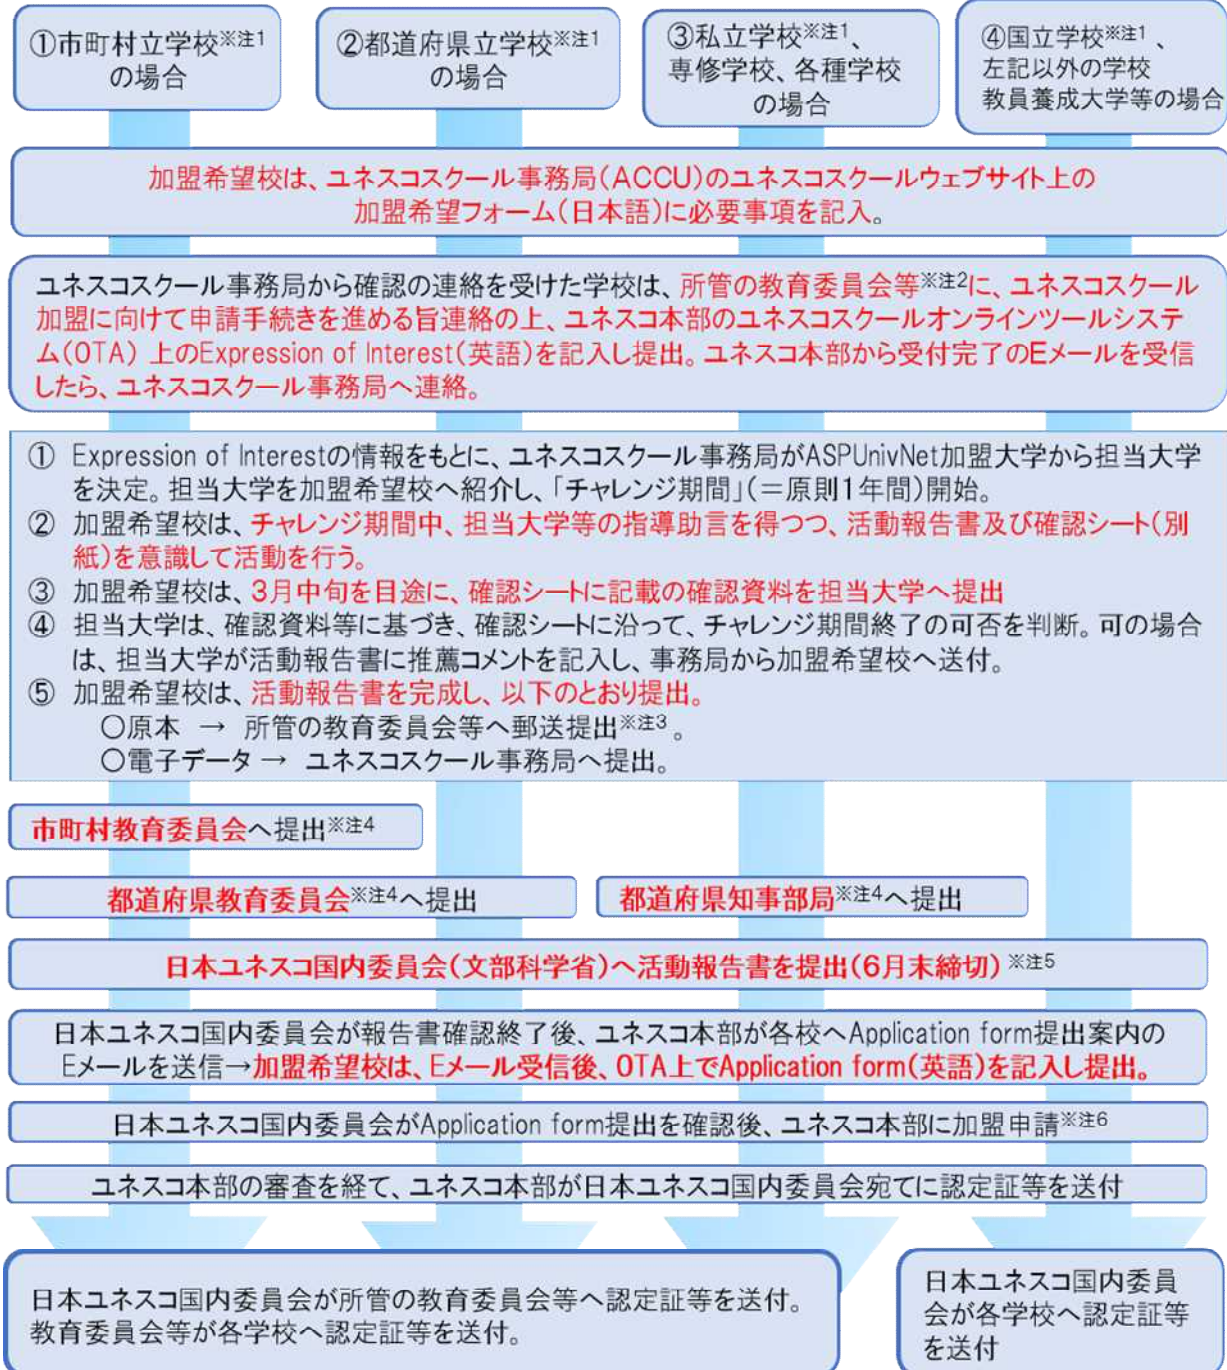 ①市町村立学校※注1
の場合
②都道府県立学校※注1
の場合
③私立学校※注1、
専修学校、各種学校
の場合
④国立学校※注1 、
左記以外の学校
教員養成大学等の場合
加盟希望校は、ユネスコスクール事務局(ACCU)のユネスコスクールウェブサイト上の
加盟希望フォーム(日本語)に必要事項を記入。
ユネスコスクール事務局から確認の連絡を受けた学校は、所管の教育委員会等※注2に、ユネスコスクール
加盟に向けて申請手続きを進める旨連絡の上、ユネスコ本部のユネスコスクールオンラインツールシステ
ム(OTA) 上のExpression of Interest(英語)を記入し提出。ユネスコ本部から受付完了のEメールを受信
したら、ユネスコスクール事務局へ連絡。
① Expression of Interestの情報をもとに、ユネスコスクール事務局がASPUnivNet加盟大学から担当大学
を決定。担当大学を加盟希望校へ紹介し、「チャレンジ期間」(=原則1年間)開始。
② 加盟希望校は、チャレンジ期間中、担当大学等の指導助言を得つつ、活動報告書及び確認シート(別
紙)を意識して活動を行う。
③ 加盟希望校は、3月中旬を目途に、確認シートに記載の確認資料を担当大学へ提出
④ 担当大学は、確認資料等に基づき、確認シートに沿って、チャレンジ期間終了の可否を判断。可の場合
は、担当大学が活動報告書に推薦コメントを記入し、事務局から加盟希望校へ送付。
⑤ 加盟希望校は、活動報告書を完成し、以下のとおり提出。
○原本 → 所管の教育委員会等へ郵送提出※注3。
○電子データ → ユネスコスクール事務局へ提出。
市町村教育委員会へ提出※注4
都道府県教育委員会※注4へ提出
都道府県知事部局※注4へ提出
日本ユネスコ国内委員会(文部科学省)へ活動報告書を提出(6月末締切)※注5
日本ユネスコ国内委員会が報告書確認終了後、ユネスコ本部が各校へApplication form提出案内の
Eメールを送信→加盟希望校は、Eメール受信後、OTA上でApplication form(英語)を記入し提出。
日本ユネスコ国内委員会がApplication form提出を確認後、ユネスコ本部に加盟申請※注6
ユネスコ本部の審査を経て、ユネスコ本部が日本ユネスコ国内委員会宛てに認定証等を送付
日本ユネスコ国内委員会が所管の教育委員会等へ認定証等を送付。
教育委員会等が各学校へ認定証等を送付。
日本ユネスコ国内委員
会が各学校へ認定証等
を送付